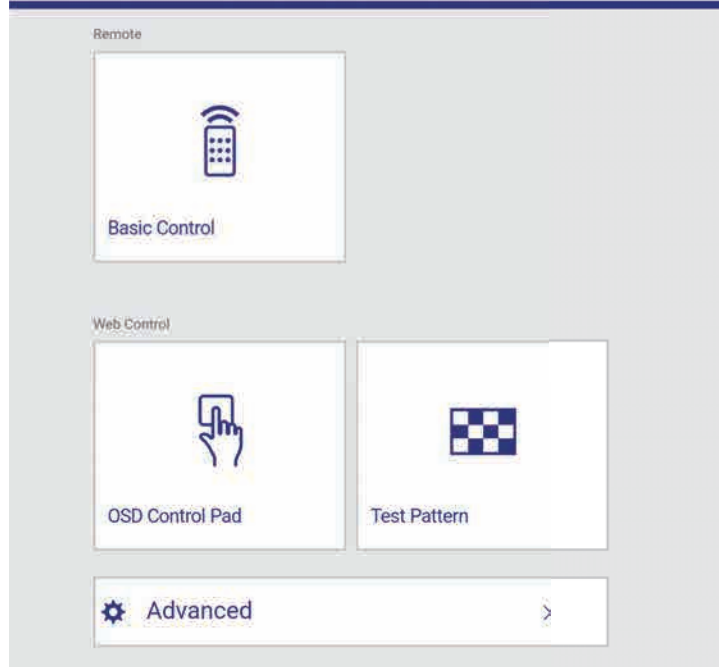 Remote
Basic Control
Web Control
OSD Control Pad
Test Pattern
Advanced